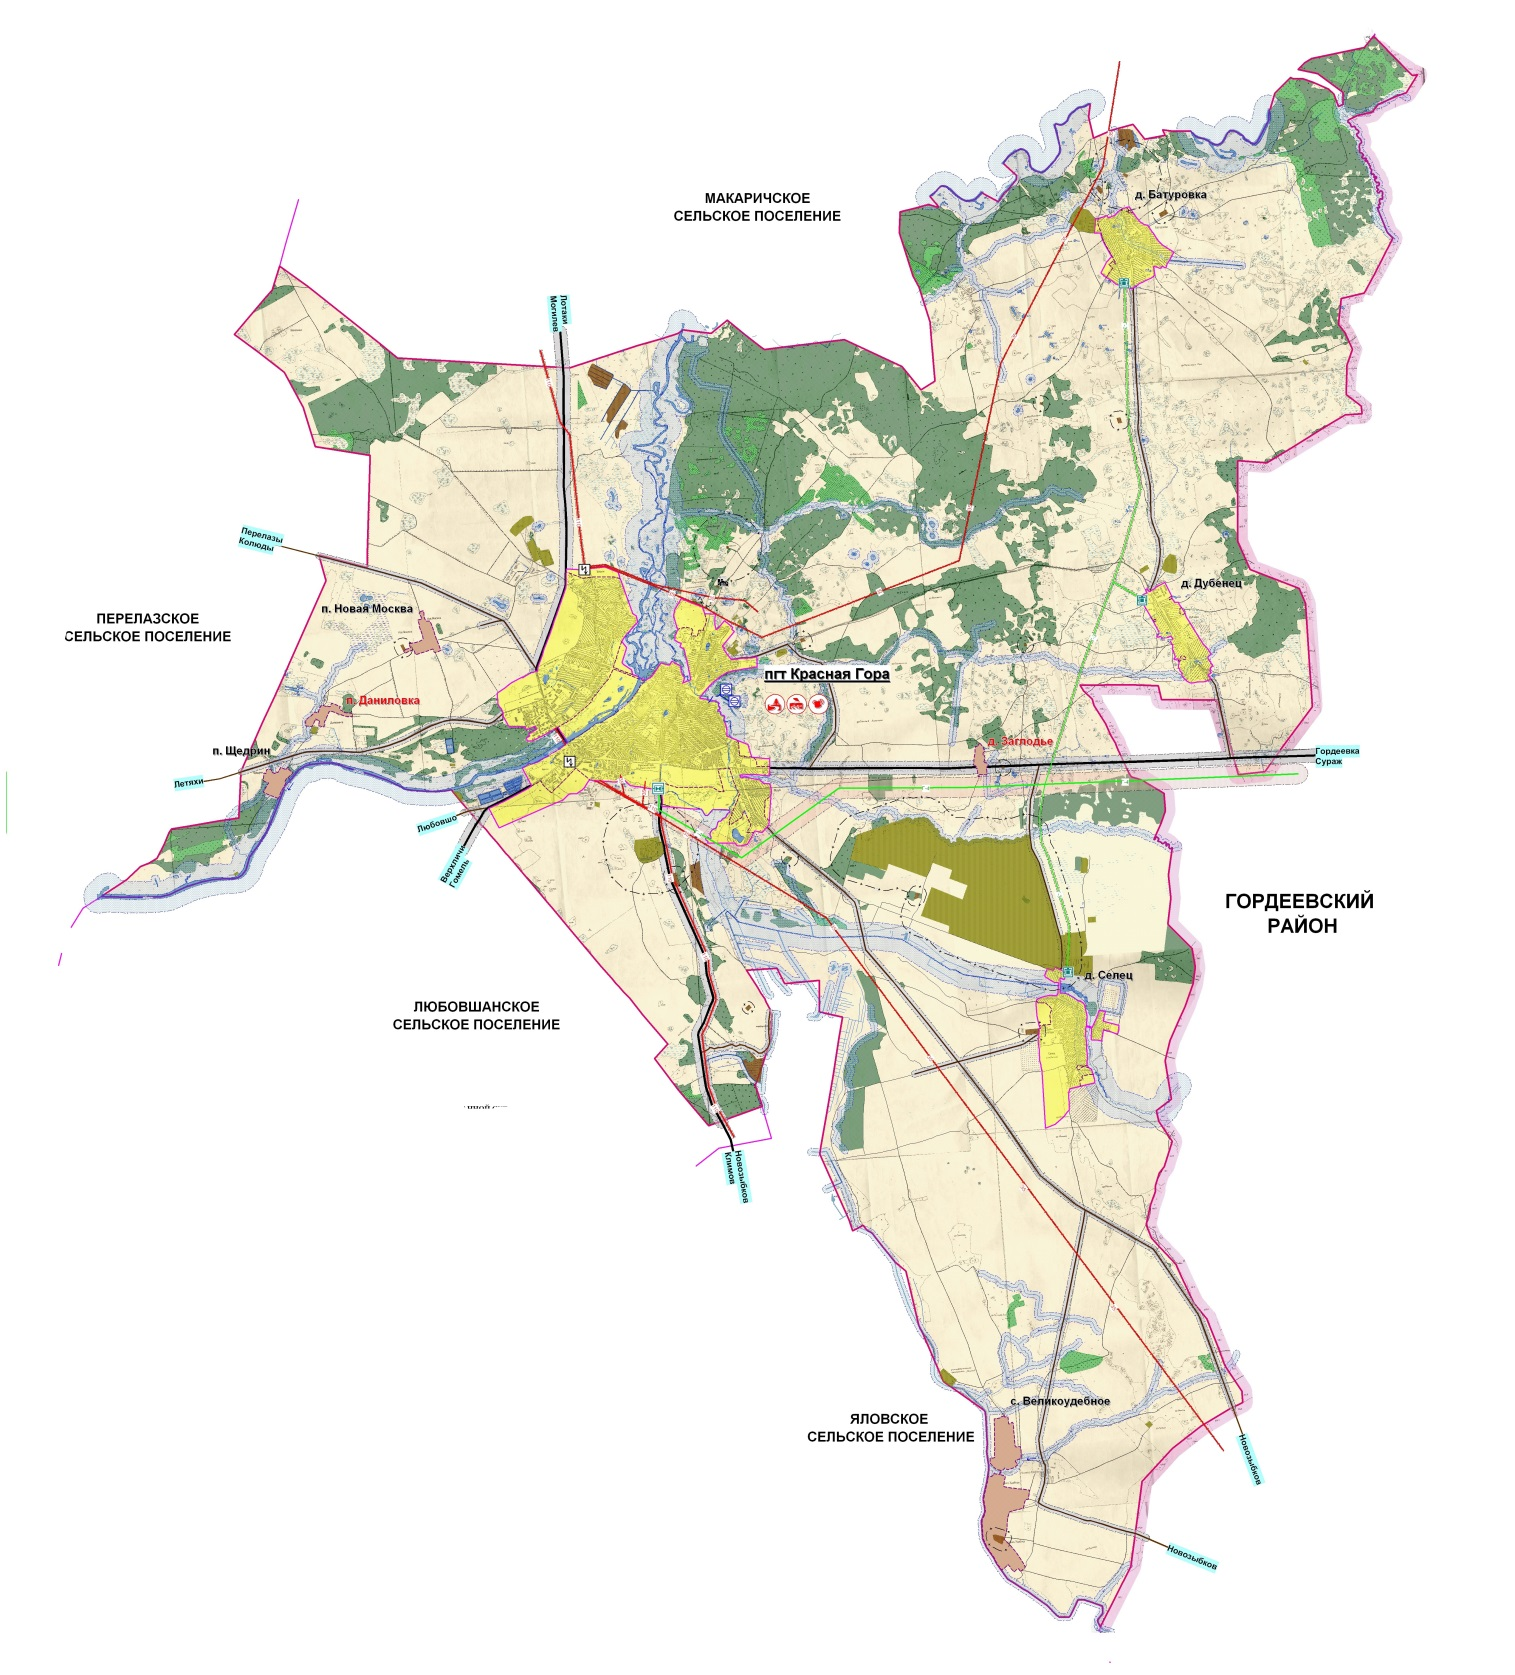 МАКАРИЧСКОЕ
СЕЛЬСКОЕ ПОСЕЛЕНИЕ
д. Батуровка
Лотаки
Могилев
Перелазы
Колюды
д. Дубенец
п. Новая Москва
ПЕРЕЛАЗСКОЕ
СЕЛЬСКОЕ ПОСЕЛЕНИЕ
пгт Красная Гора
п. Даниловка
д. Заглодье
п. Щедрин
Гордеевка
Сураж
Летяхи
Любовшо
Верхличи
Гомель
ГОРДЕЕВСКИЙ
РАЙОН
д. Селец
ЛЮБОВШАНСКОЕ
СЕЛЬСКОЕ ПОСЕЛЕНИЕ
Новозыбков
Климов
с. Великоудебное
ЯЛОВСКОЕ
СЕЛЬСКОЕ ПОСЕЛЕНИЕ
Новозыбков
Новозыбков